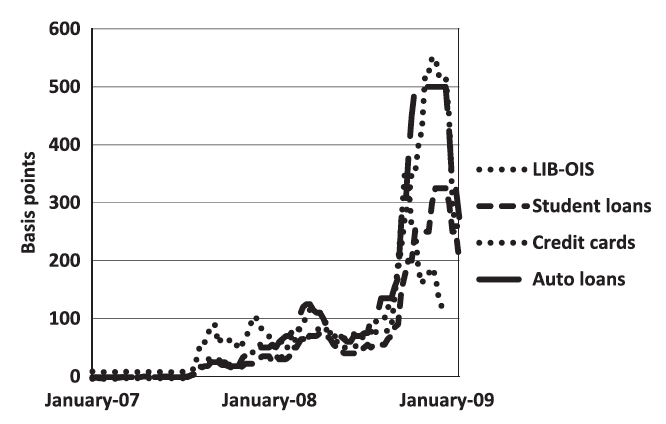 600
500
400
300
200
100
0
Basis points
January-07
January-08
January-09
LIB-OIS
Student loans
Credit cards
Auto loans